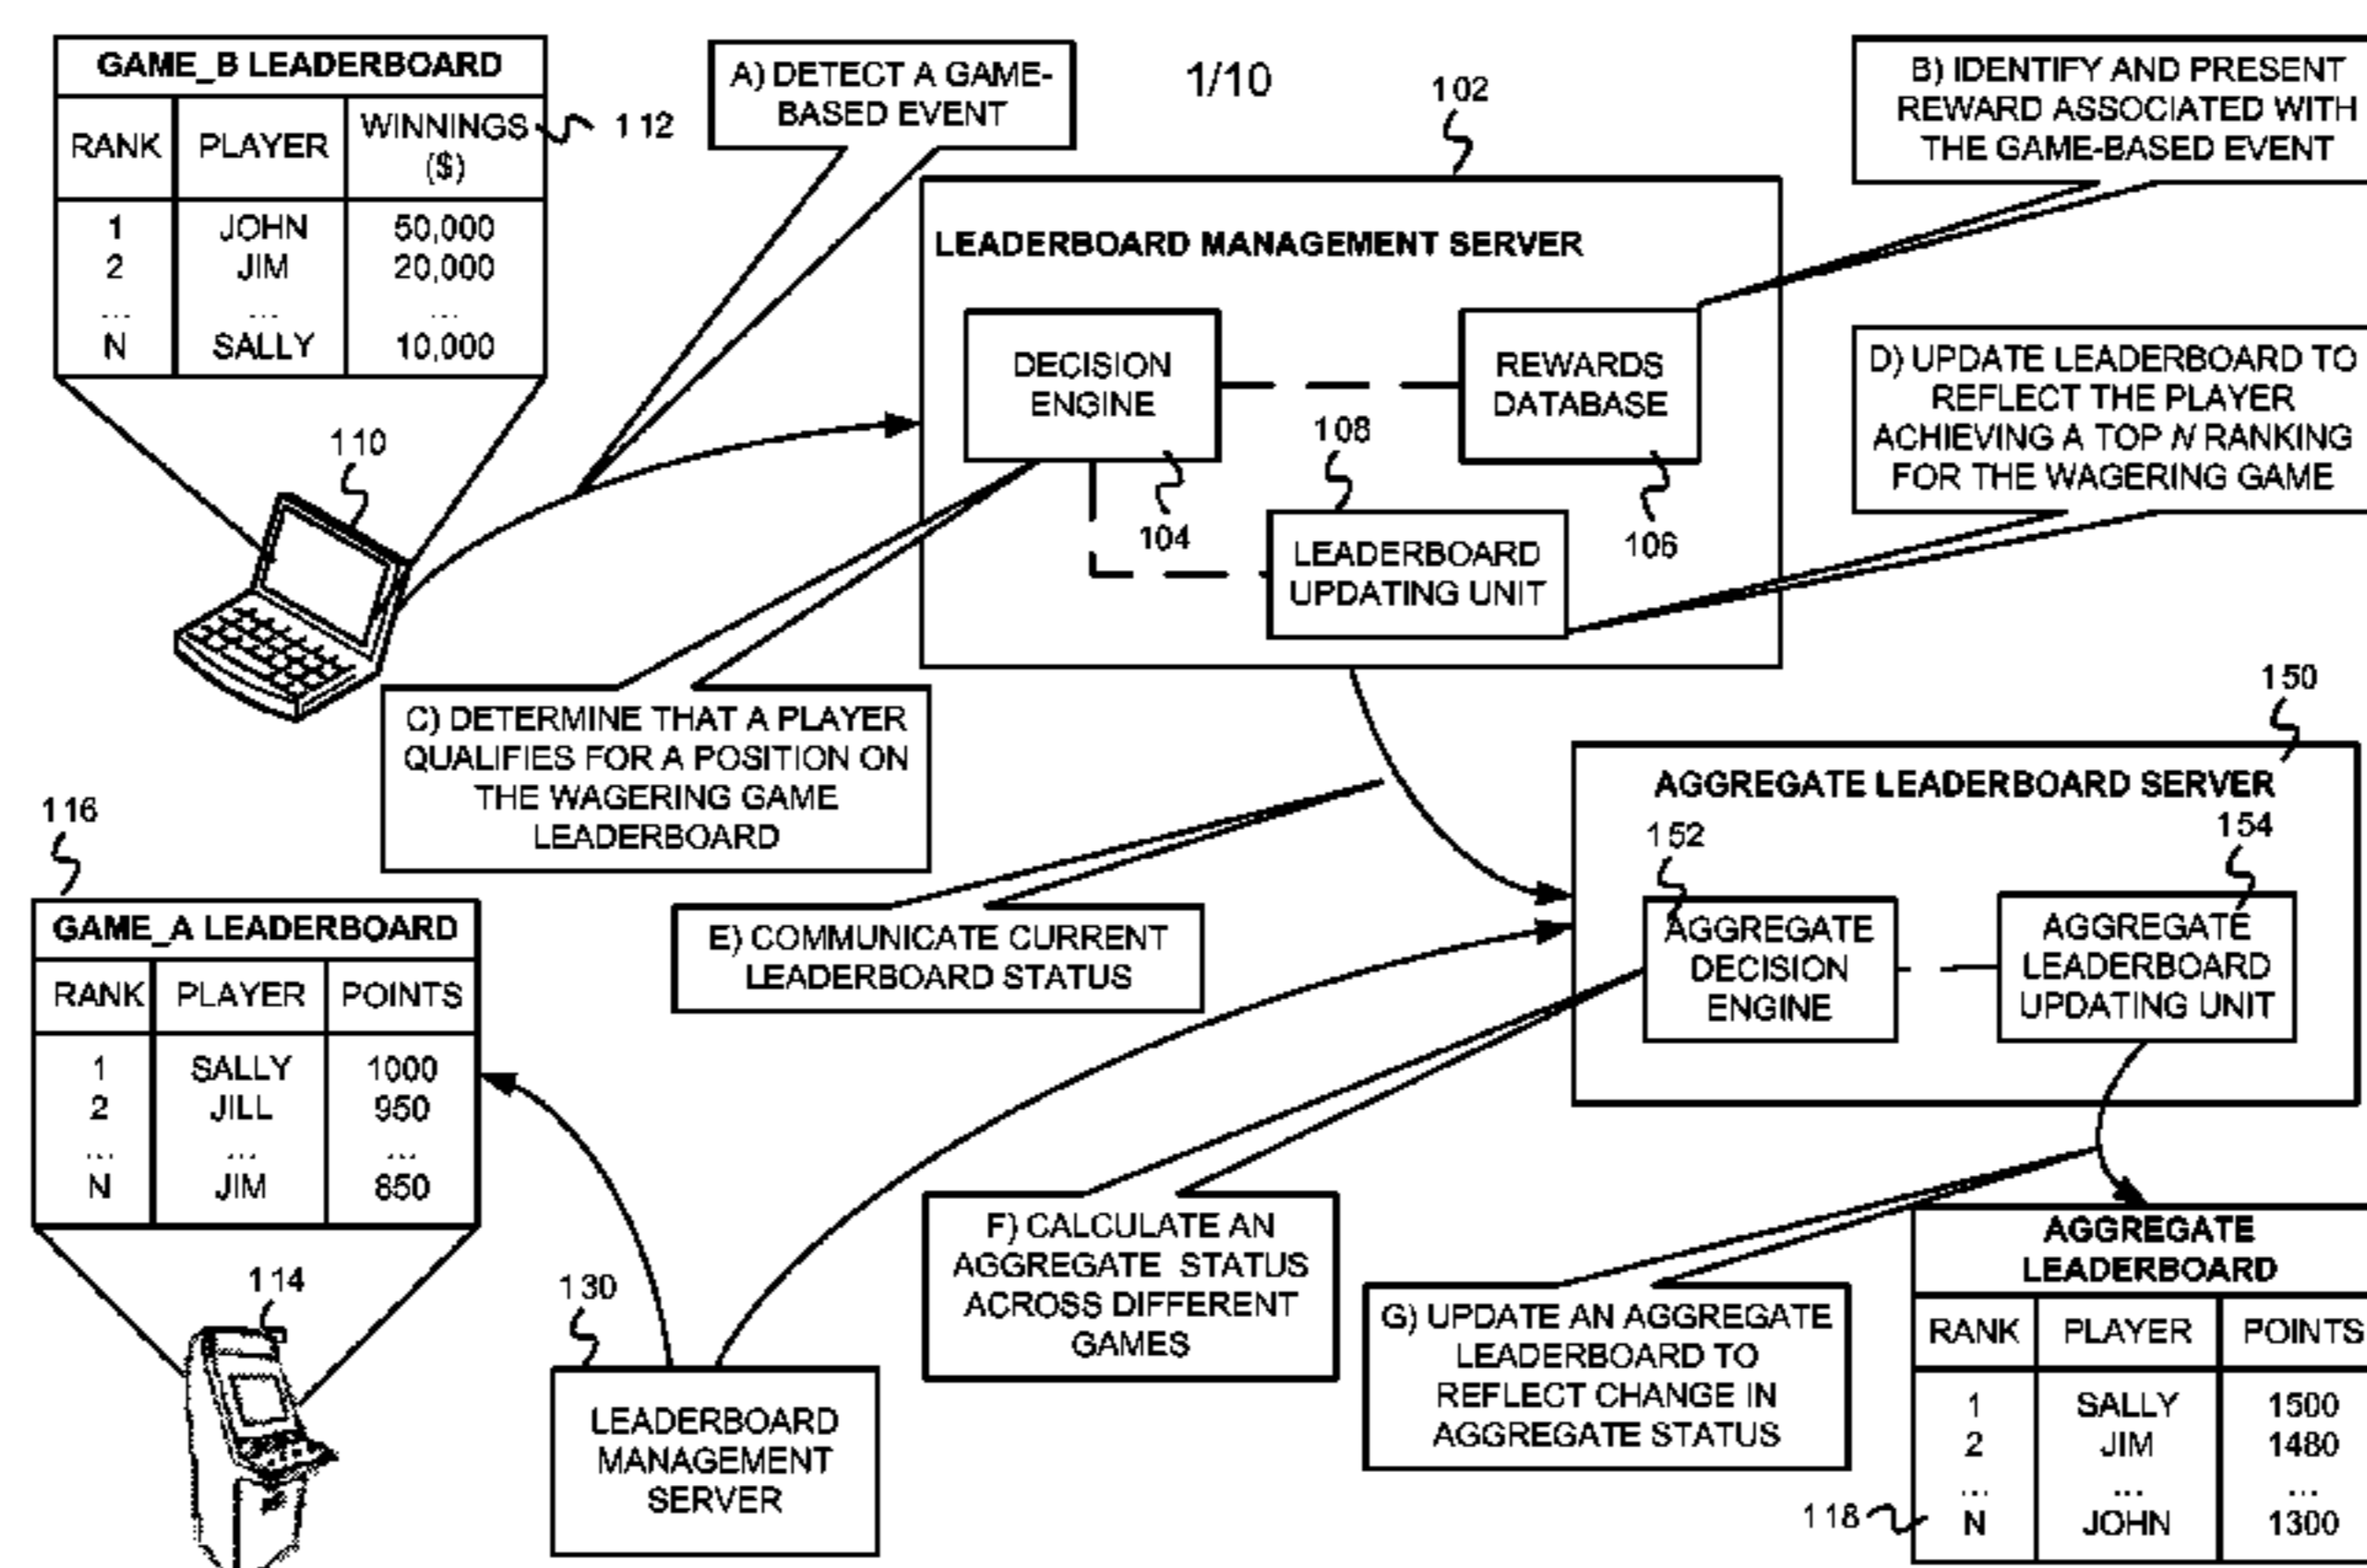 1/10
GAME_B LEADERBOARD
RANK PLAYER WINNINGS ($)
1 JOHN 50,000
2 JIM 20,000
... ... ...
N SALLY 10,000
112
110
A) DETECT A GAME-
BASED EVENT
102
LEADERBOARD MANAGEMENT SERVER
DECISION
ENGINE
104
REWARDS
DATABASE
106
108
LEADERBOARD
UPDATING UNIT
B) IDENTIFY AND PRESENT
REWARD ASSOCIATED WITH
THE GAME-BASED EVENT
D) UPDATE LEADERBOARD TO
REFLECT THE PLAYER
ACHIEVING A TOP N RANKING
FOR THE WAGERING GAME
C) DETERMINE THAT A PLAYER
QUALIFIES FOR A POSITION ON
THE WAGERING GAME
LEADERBOARD
150
AGGREGATE LEADERBOARD SERVER
152
AGGREGATE
DECISION
ENGINE
154
AGGREGATE
LEADERBOARD
UPDATING UNIT
E) COMMUNICATE CURRENT
LEADERBOARD STATUS
116
GAME_A LEADERBOARD
RANK PLAYER POINTS
1 SALLY 1000
2 JILL 950
... ... ...
N JIM 850
114
130
LEADERBOARD
MANAGEMENT
SERVER
F) CALCULATE AN
AGGREGATE STATUS
ACROSS DIFFERENT
GAMES
G) UPDATE AN AGGREGATE
LEADERBOARD TO
REFLECT CHANGE IN
AGGREGATE STATUS
AGGREGATE
LEADERBOARD
RANK PLAYER POINTS
1 SALLY 1500
2 JIM 1480
... ... ...
N JOHN 1300
118